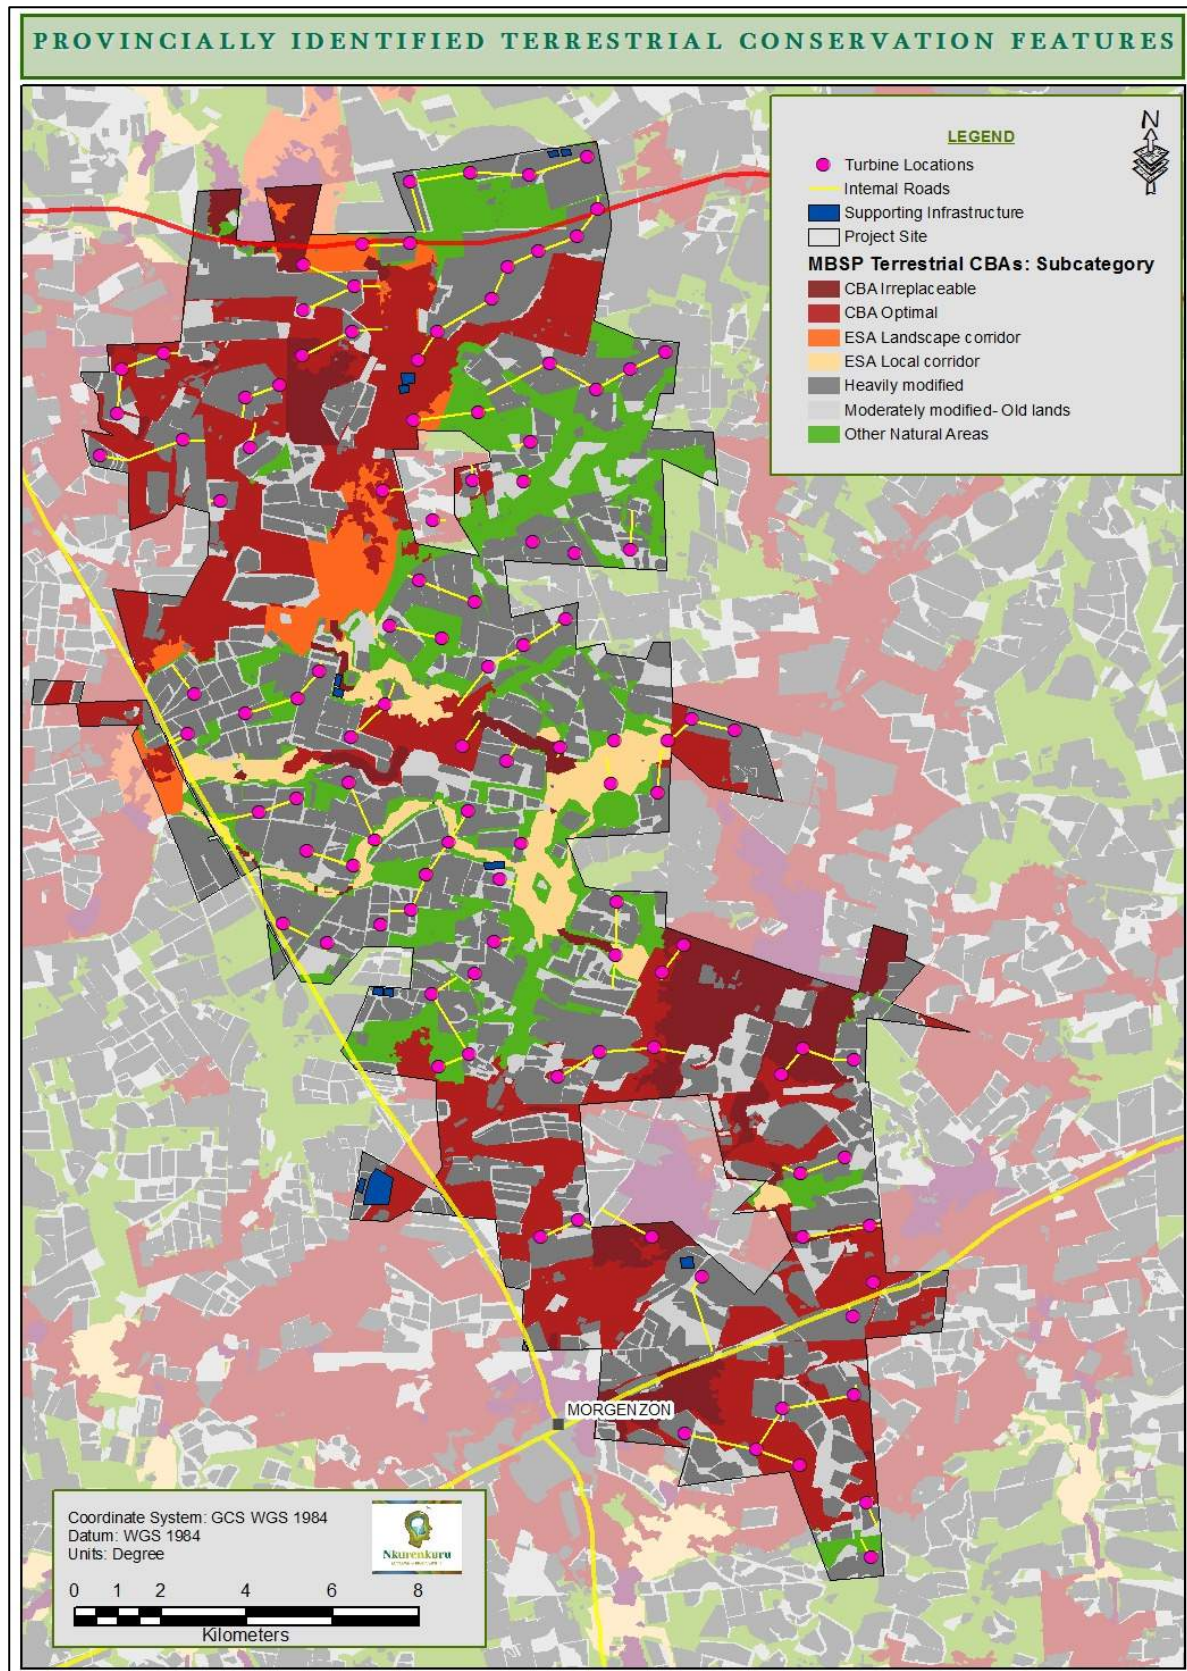 PROVINCIALLY IDENTIFIED TERRESTRIAL CONSERVATION FEATURES
LEGEND
N
Turbine Locations
Internal Roads
Supporting Infrastructure
Project Site
MBSP Terrestrial CBAs: Subcategory
CBA Irreplaceable
CBA Optimal
ESA Landscape corridor
ESA Local corridor
Heavily modified
Moderately modified- Old lands
Other Natural Areas
MORGENZON
Coordinate System: GCS WGS 1984
Datum: WGS 1984
Units: Degree
Nkurenkuru
0 1 2 4 6 8
Kilometers